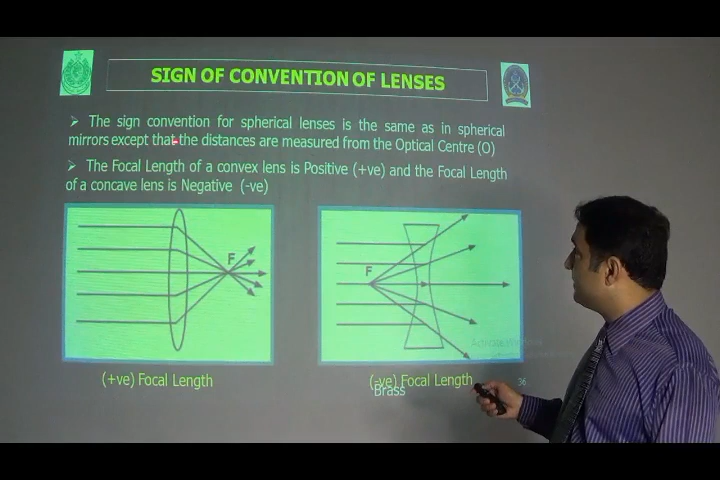 SIGN OF CONVENTION OF LENSES
➢ The sign convention for spherical lenses is the same as in spherical
mirrors except that the distances are measured from the Optical Centre (O)
➢ The Focal Length of a convex lens is Positive (+ve) and the Focal Length
of a concave lens is Negative (-ve)
F
F
(+ve) Focal Length
(-ve) Focal Length
Brass
36